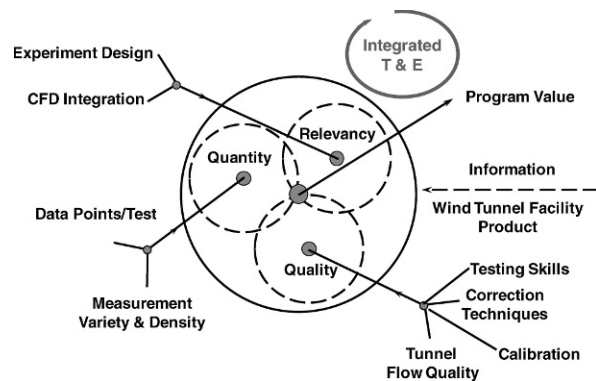 Experiment Design
CFD Integration
Integrated
T & E
Program Value
Relevancy
Quantity
Information
Wind Tunnel Facility
Product
Data Points/Test
Measurement
Variety & Density
Quality
Testing Skills
Correction
Techniques
Tunnel
Flow Quality
Calibration